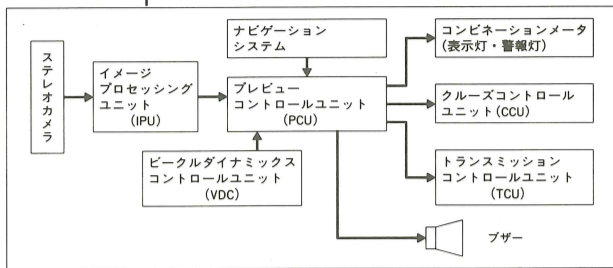 ステレオカメラ
イメージ
プロセッシング
ユニット
(IPU)
ナビゲーション
システム
プレビュー
コントロールユニット
(PCU)
ビークルダイナミックス
コントロールユニット
(VDC)
コンビネーションメータ
(表示灯・警報灯)
クルーズコントロール
ユニット(CCU)
トランスミッション
コントロールユニット
(TCU)
ブザー